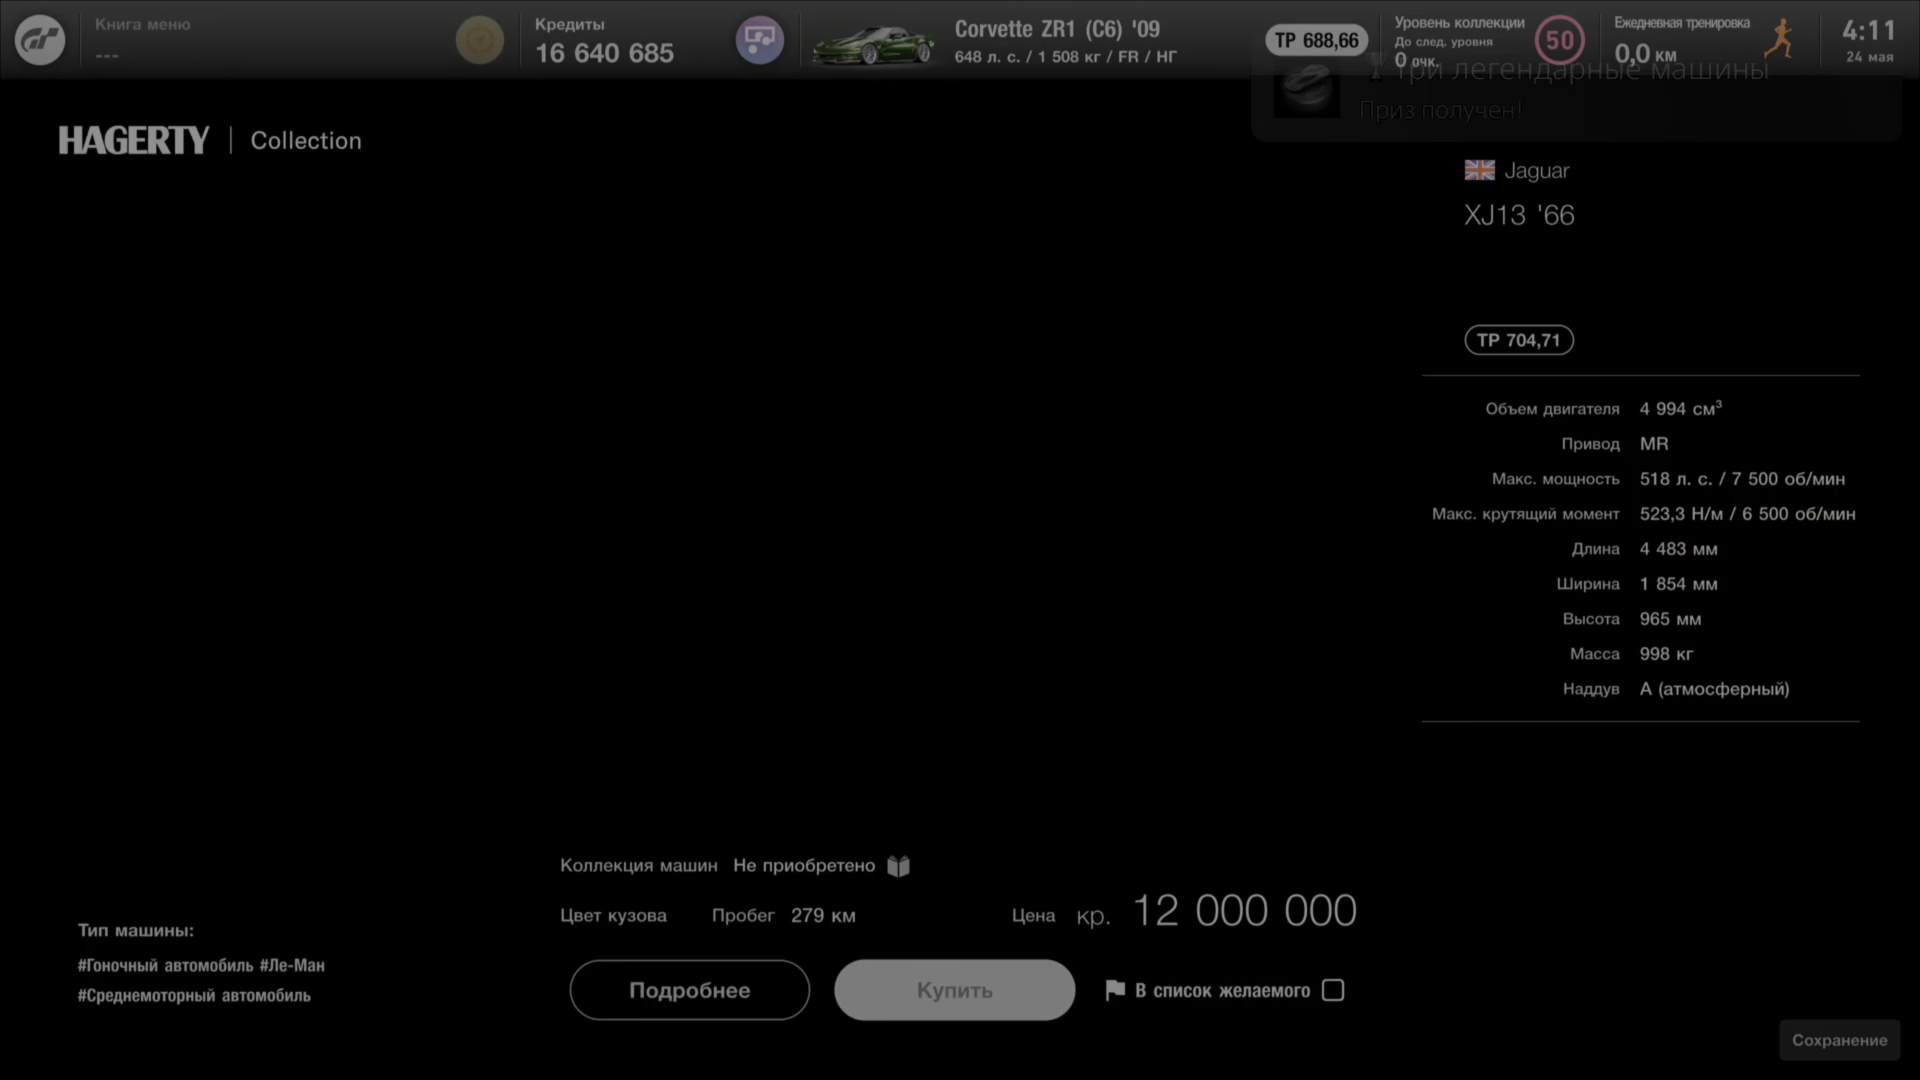 Книга меню
---
Кредиты
16 640 685
Corvette ZR1 (C6) '09
648 л. с. / 1 508 кг / FR / НГ
ТР 688,66
Уровень коллекции
До след. уровня
0 очк.
50
Ежедневная тренировка
0,0 км
4:11
24 мая
Три легендарные машины
Приз получен!
HAGERTY | Collection
Jaguar
XJ13 '66
ТР 704,71
Объем двигателя 4 994 см³
Привод MR
Макс. мощность 518 л. с. / 7 500 об/мин
Макс. крутящий момент 523,3 Н/м / 6 500 об/мин
Длина 4 483 мм
Ширина 1 854 мм
Высота 965 мм
Масса 998 кг
Наддув А (атмосферный)
Коллекция машин Не приобретено
Цвет кузова Пробег 279 км Цена кр. 12 000 000
Тип машины:
#Гоночный автомобиль #Ле-Ман
#Среднемоторный автомобиль
Подробнее
Купить
В список желаемого
Сохранение